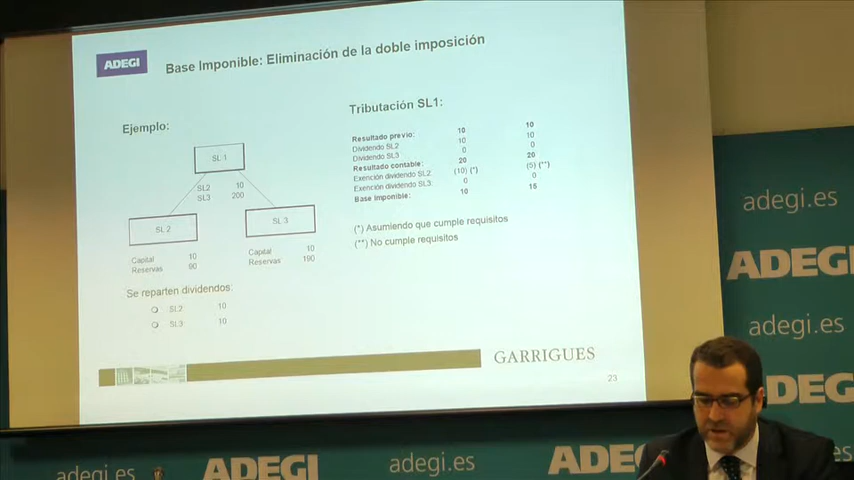 ADEGI
Base Imponible: Eliminación de la doble imposición
Ejemplo:
SL 1
SL2 10
SL3 200
SL 2
SL 3
Capital 10
Reservas 90
Capital 10
Reservas 190
Se reparten dividendos:
SL2 10
SL3 10
Tributación SL1:
Resultado previo: 10 10
Dividendo SL2 10 10
Dividendo SL3 0 0
Resultado contable: 20 20
Exención dividendo SL2: (10) (*) (5) (**)
Exención dividendo SL3: 0 0
Base Imponible: 10 15
(*) Asumiendo que cumple requisitos
(**) No cumple requisitos
GARRIGUES
23
adegi.es
ADEGI
adegi.es
ADEGI
adegi.es
ADEGI
adegi.es
ADEGI